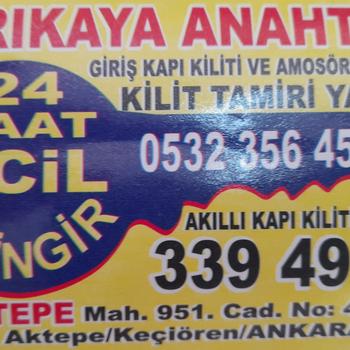 RIKAYA ANAHT
GİRİŞ KAPI KİLİTİ VE AMOSÖR
KİLİT TAMİRİ YA
24
AAT
CİL
NGİR
0532 356 45
AKILLI KAPI KİLİT
339 49
TEPE Mah. 951. Cad. No: 4
Aktepe/Keçiören/ANKARA